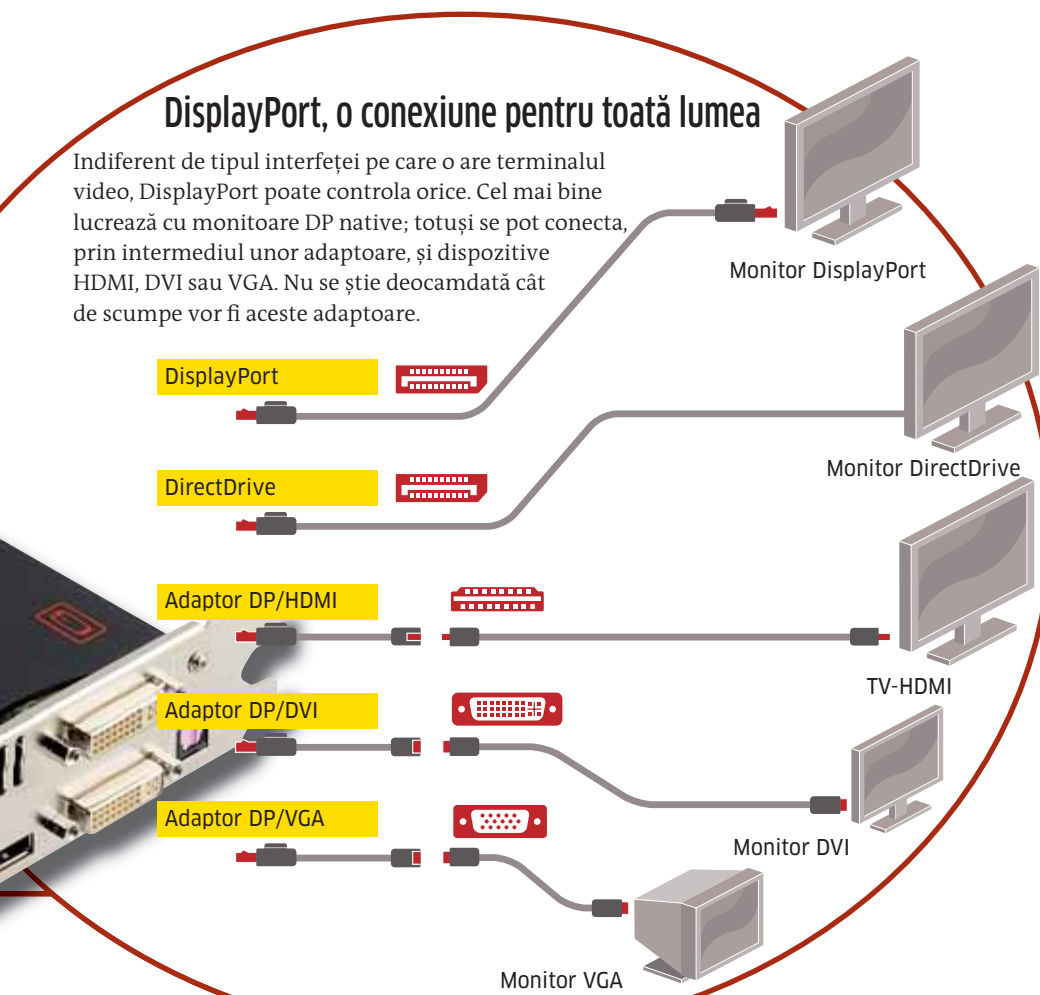 DisplayPort, o conexiune pentru toată lumea
Indiferent de tipul interfeței pe care o are terminalul
video, DisplayPort poate controla orice. Cel mai bine
lucrează cu monitoare DP native; totuși se pot conecta,
prin intermediul unor adaptoare, și dispozitive
HDMI, DVI sau VGA. Nu se știe deocamdată cât
de scumpe vor fi aceste adaptoare.
Monitor DisplayPort
DisplayPort
Monitor DirectDrive
DirectDrive
Adaptor DP/HDMI
TV-HDMI
Adaptor DP/DVI
Monitor DVI
Adaptor DP/VGA
Monitor VGA